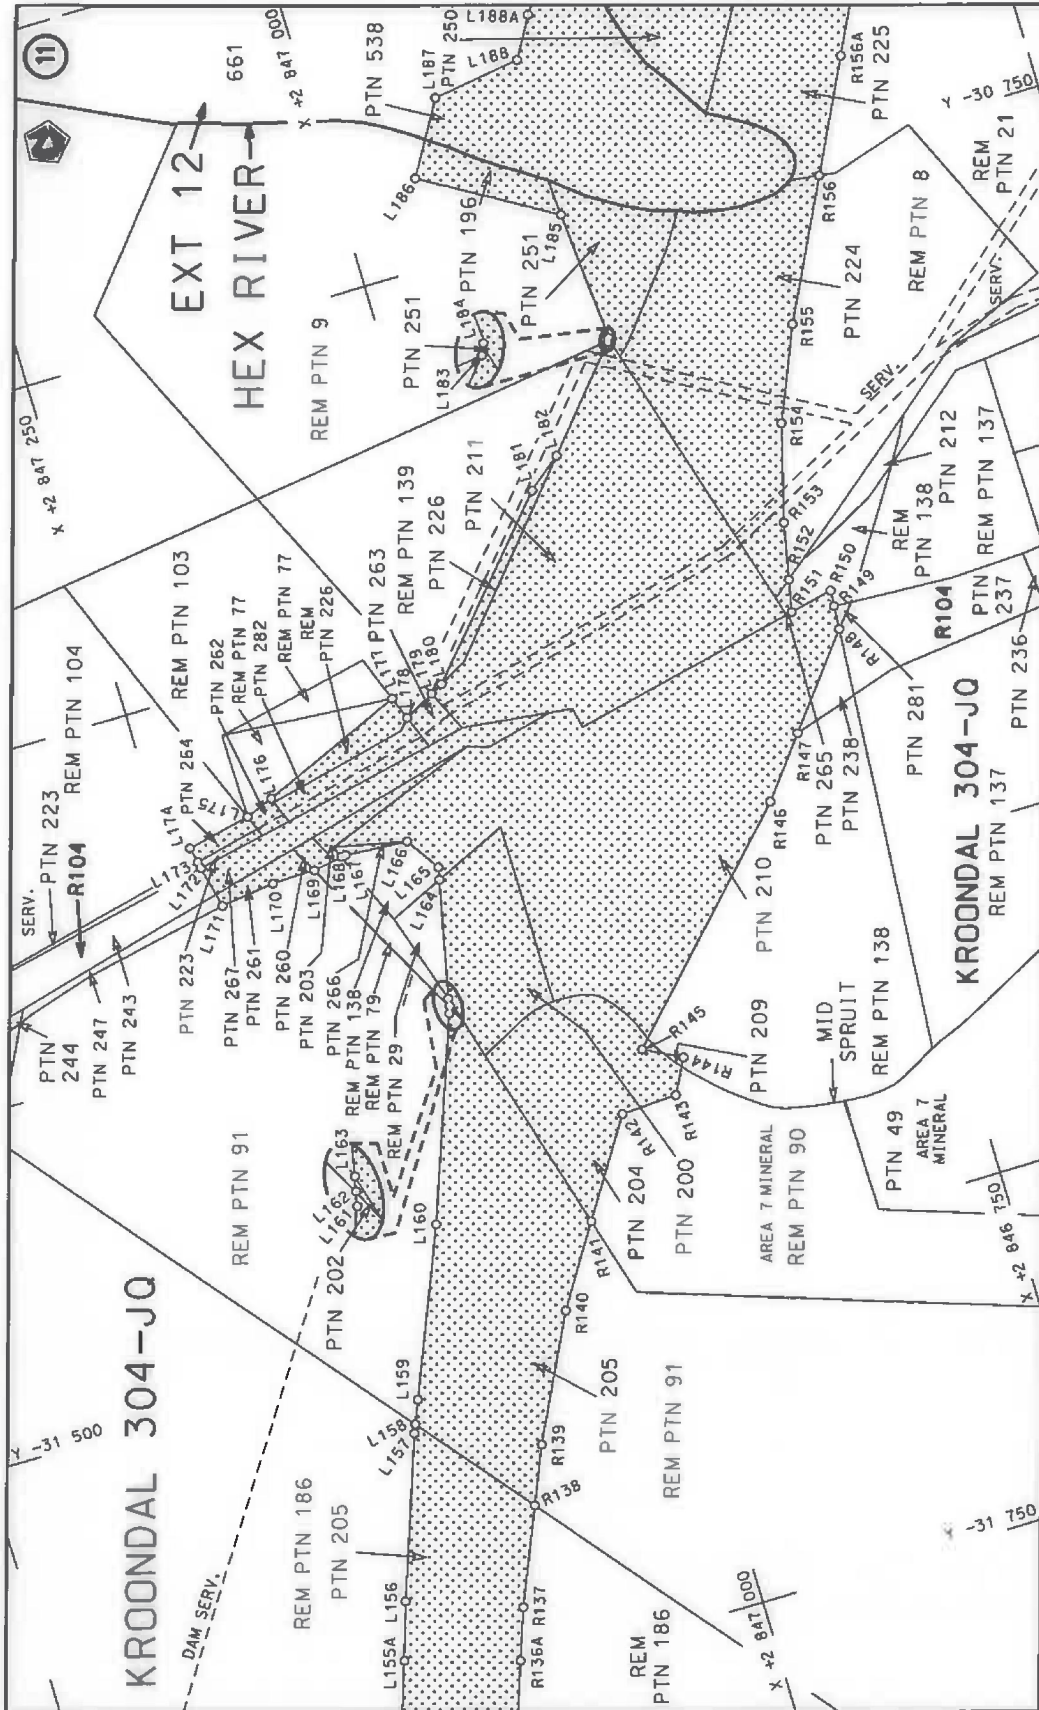 11
661
EXT 12
HEX RIVER
X +2 847 000
PTN 538
L187
PTN 250
L188
L188A
R156A
PTN 225
Y -30 750
REM
PTN 21
L186
PTN 196
L185
PTN 251
L184
L183
PTN 251
REM PTN 9
R156
PTN 224
REM PTN 8
SERV.
R155
SERV.
R154
X +2 847 250
L182
L181
PTN 211
PTN 226
REM PTN 139
PTN 263
R153
R152
R151
R150
R149
R148
PTN 212
REM
PTN 138
REM PTN 137
R104
PTN
237
PTN 236
REM PTN 103
REM PTN 104
PTN 262
REM PTN 77
PTN 282
REM PTN 77
REM
PTN 226
L180
L179
L178
L177
L176
L175
PTN 264
L174
L173
L172
L171
L170
L169
L168
L167
L166
L165
L164
SERV.
PTN 223
R104
PTN 223
PTN 267
PTN 261
PTN 260
PTN 203
PTN 266
REM PTN 138
REM PTN 79
REM PTN 29
PTN
244
PTN 247
PTN 243
R147
R146
PTN 265
PTN 238
PTN 281
KROONDAL 304-JQ
REM PTN 137
PTN 210
R145
R144
R143
R142
PTN 209
MID
SPRUIT
REM PTN 138
PTN 49
AREA 7
MINERAL
X +2 846 750
PTN 204
PTN 200
AREA 7 MINERAL
REM PTN 90
L163
L162
L161
PTN 202
L160
REM PTN 91
R141
R140
KROONDAL 304-JQ
L159
L158
L157
R139
R138
PTN 205
REM PTN 91
Y -31 500
DAM SERV.
REM PTN 186
PTN 205
L156
L155A
R137
R136A
REM
PTN 186
X +2 847 000
-31 750